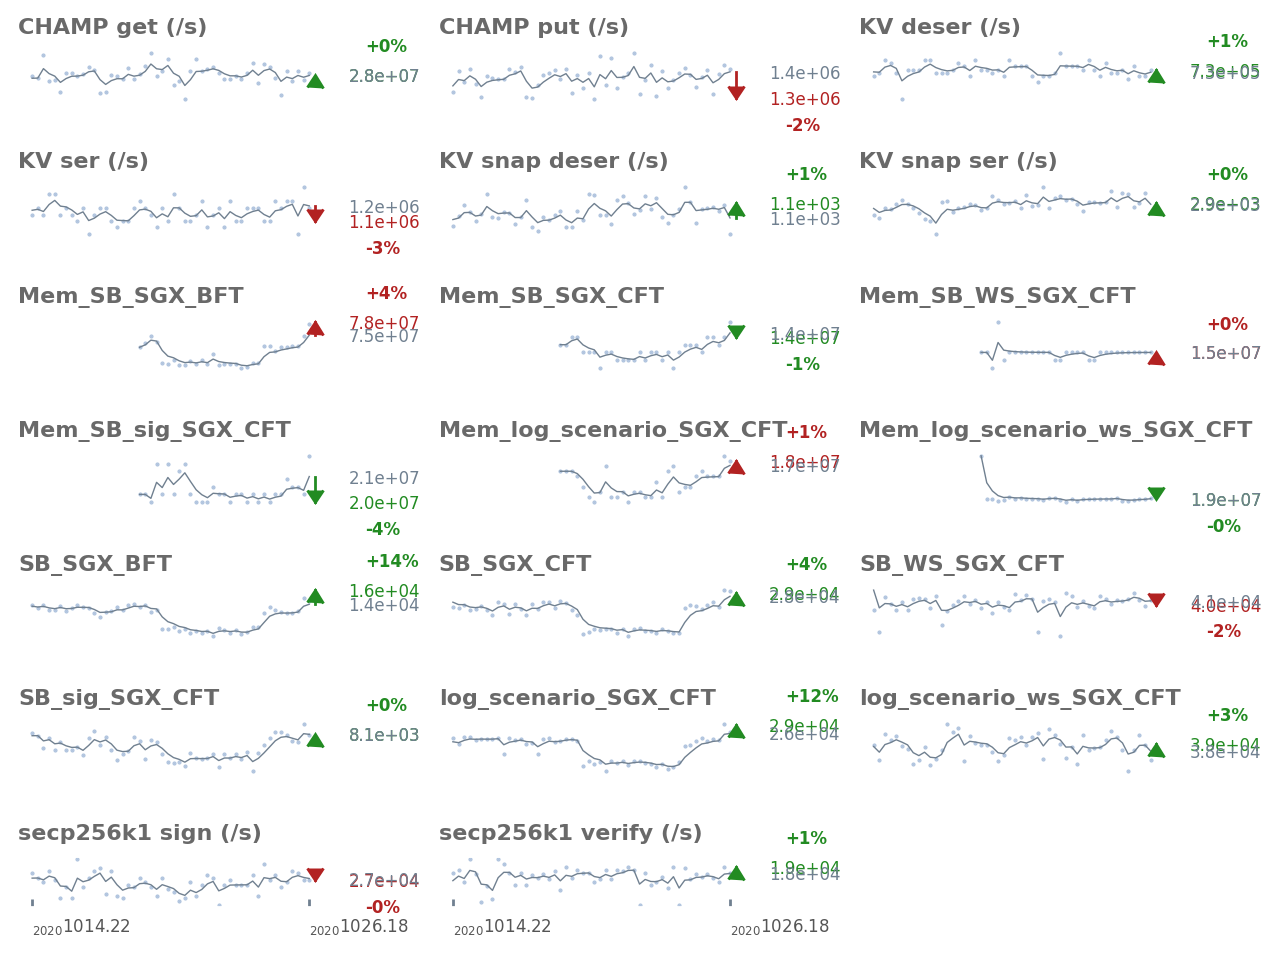 CHAMP get (/s)
+0%
2.8e+07
CHAMP put (/s)
1.4e+06
1.3e+06
-2%
KV deser (/s)
+1%
7.3e+05
KV ser (/s)
1.2e+06
1.1e+06
-3%
KV snap deser (/s)
+1%
1.1e+03
1.1e+03
KV snap ser (/s)
+0%
2.9e+03
Mem_SB_SGX_BFT
+4%
7.8e+07
7.5e+07
Mem_SB_SGX_CFT
1.4e+07
1.4e+07
-1%
Mem_SB_WS_SGX_CFT
+0%
1.5e+07
Mem_SB_sig_SGX_CFT
2.1e+07
2.0e+07
-4%
Mem_log_scenario_SGX_CFT
+1%
1.8e+07
1.7e+07
Mem_log_scenario_ws_SGX_CFT
1.9e+07
-0%
SB_SGX_BFT
+14%
1.6e+04
1.4e+04
SB_SGX_CFT
+4%
2.9e+04
2.8e+04
SB_WS_SGX_CFT
4.1e+04
4.0e+04
-2%
SB_sig_SGX_CFT
+0%
8.1e+03
log_scenario_SGX_CFT
+12%
2.9e+04
2.6e+04
log_scenario_ws_SGX_CFT
+3%
3.9e+04
3.8e+04
secp256k1 sign (/s)
2.7e+04
-0%
secp256k1 verify (/s)
+1%
1.9e+04
1.8e+04
2020 1014.22
2020 1026.18
2020 1014.22
2020 1026.18